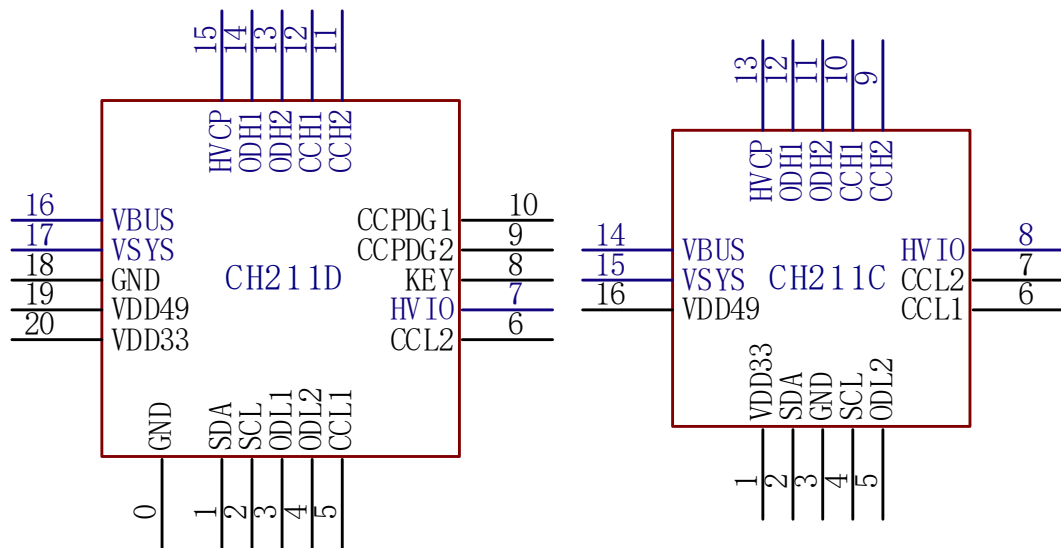 15 14 13 12 11
HVCP ODH1 ODH2 CCH1 CCH2
16 VBUS
17 VSYS
18 GND
19 VDD49
20 VDD33
CH211D
CCPDG1 10
CCPDG2 9
KEY 8
HVIO 7
CCL2 6
GND SDA SCL ODL1 ODL2 CCL1
0 1 2 3 4 5
13 12 11 10 9
HVCP ODH1 ODH2 CCH1 CCH2
14 VBUS
15 VSYS
16 VDD49
CH211C
HVIO 8
CCL2 7
CCL1 6
VDD33 SDA GND SCL ODL2
1 2 3 4 5